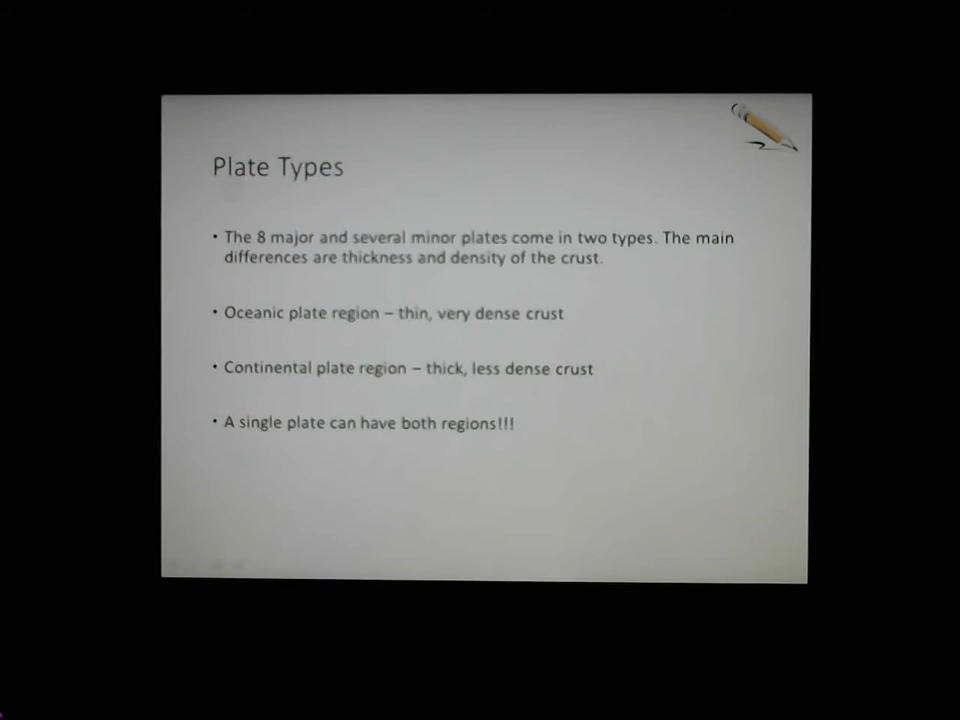 Plate Types
• The 8 major and several minor plates come in two types. The main
differences are thickness and density of the crust.
• Oceanic plate region – thin, very dense crust
• Continental plate region – thick, less dense crust
• A single plate can have both regions!!!